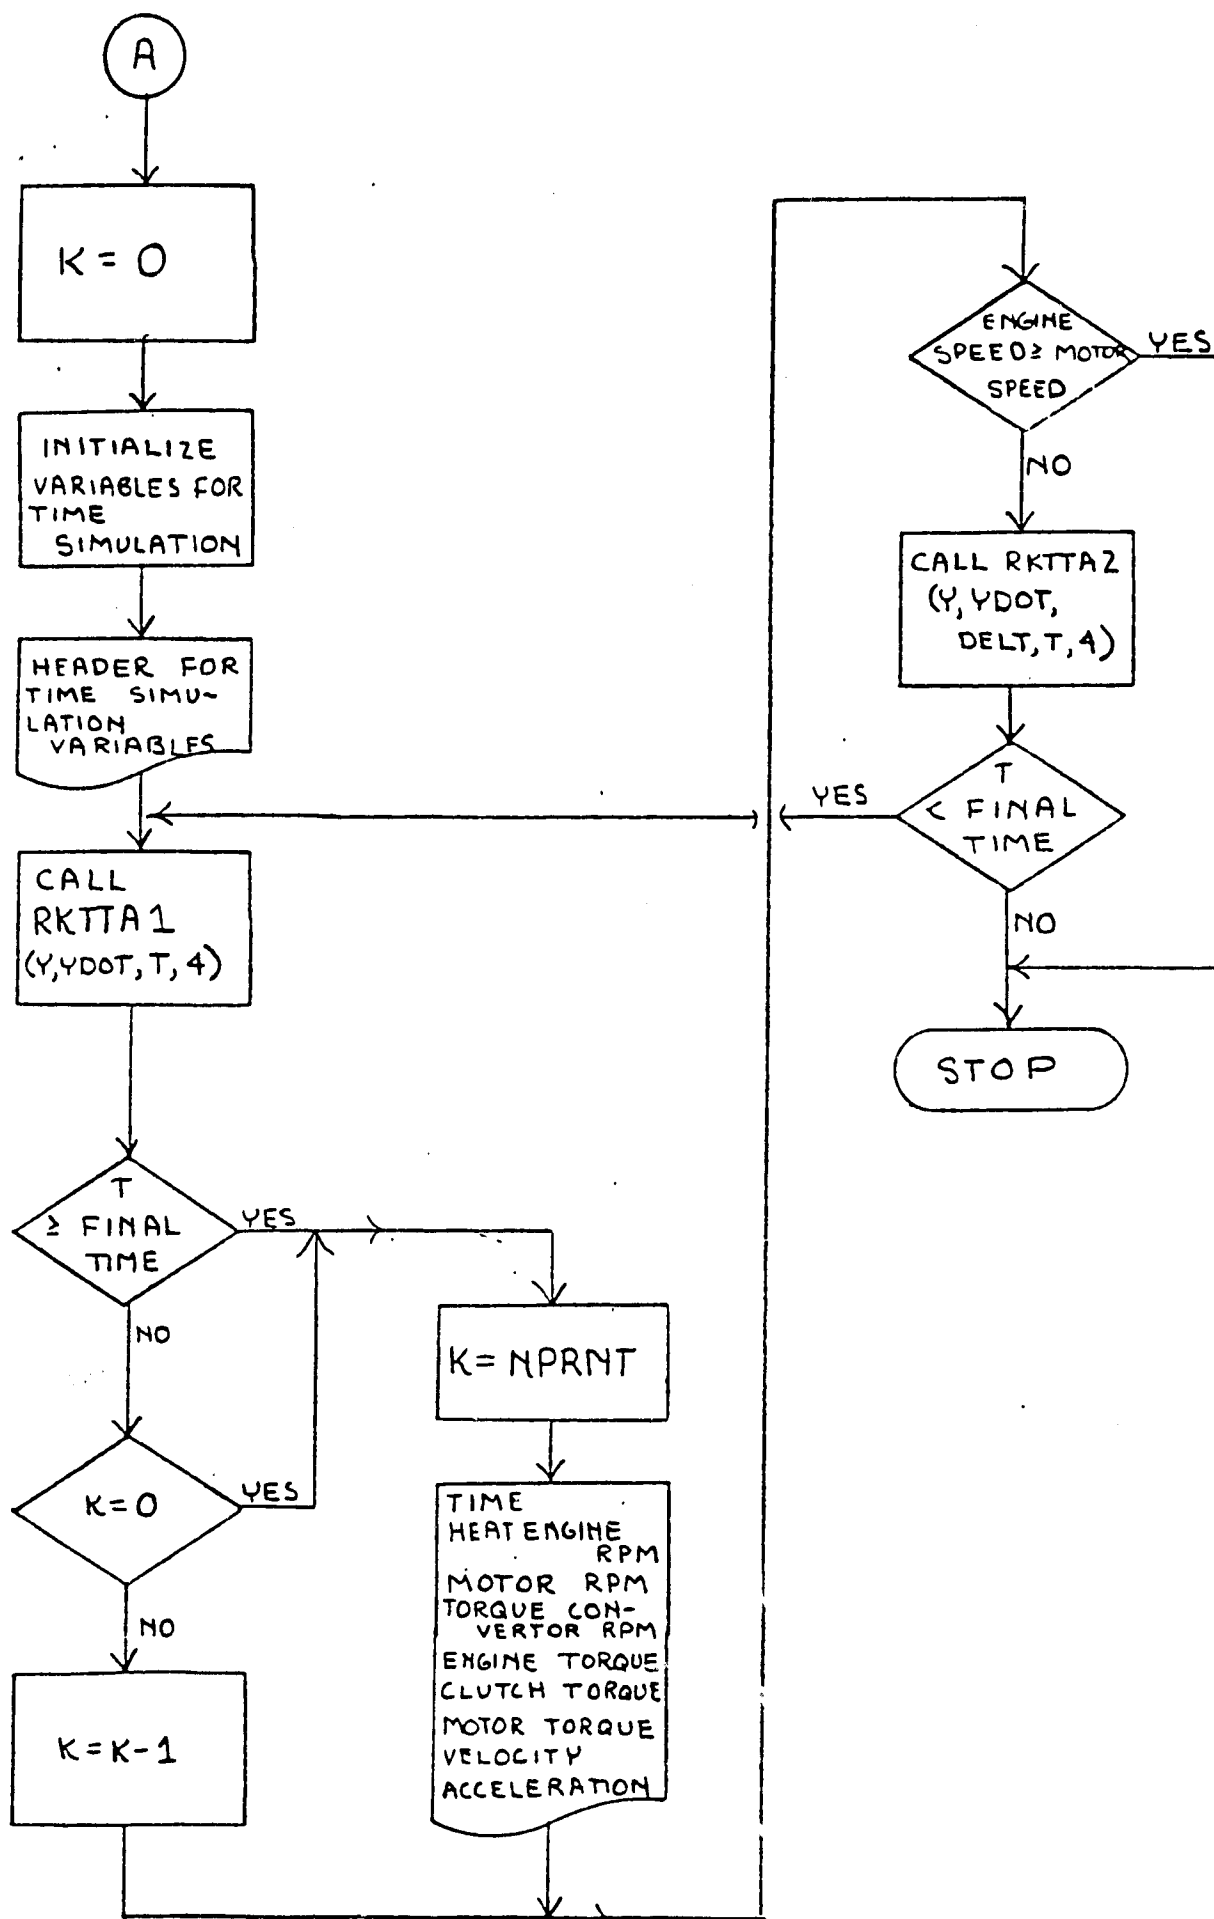 A
K = 0
INITIALIZE
VARIABLES FOR
TIME
SIMULATION
HEADER FOR
TIME SIMU-
LATION
VARIABLES
CALL
RKTTA1
(Y,YDOT,T,4)
T
≥ FINAL
TIME
YES
NO
K=0
YES
NO
K=K-1
K=NPRNT
TIME
HEAT ENGINE
RPM
MOTOR RPM
TORQUE CON-
VERTOR RPM
ENGINE TORQUE
CLUTCH TORQUE
MOTOR TORQUE
VELOCITY
ACCELERATION
ENGINE
SPEED≥ MOTOR
SPEED
YES
NO
CALL RKTTA2
(Y,YDOT,
DELT,T,4)
T
< FINAL
TIME
YES
NO
STOP